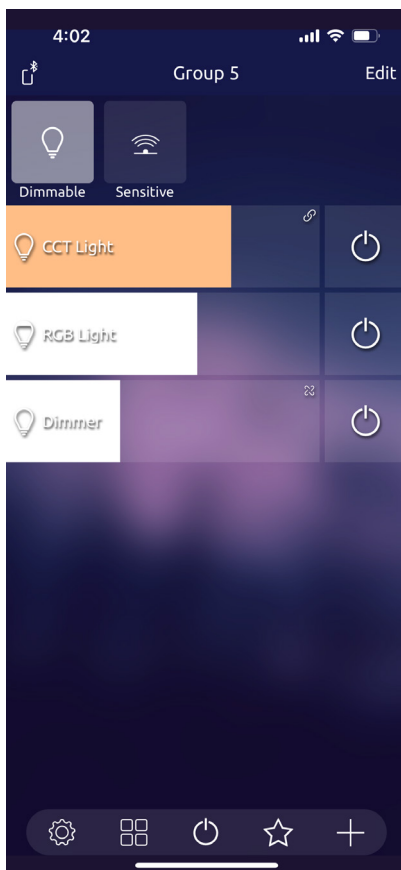 4:02
Group 5
Edit
Dimmable
Sensitive
CCT Light
RGB Light
Dimmer